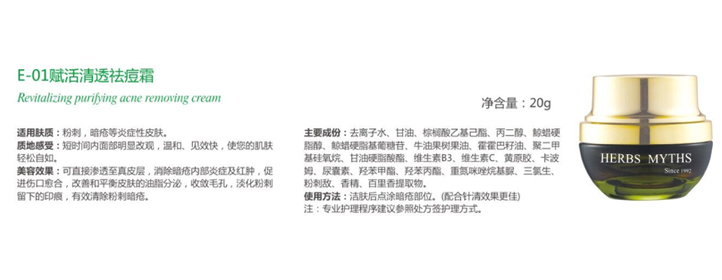 E-01赋活清透祛痘霜
Revitalizing purifying acne removing cream
净含量：20g
适用肤质：粉刺，暗疮等炎症性皮肤。
质地感受：短时间内面部明显改观，温和、见效快，使您的肌肤
轻松自如。
美容效果：可直接渗透至真皮层，消除暗疮内部炎症及红肿，促
进伤口愈合，改善和平衡皮肤的油脂分泌，收敛毛孔，淡化粉刺
留下的印痕，有效清除粉刺暗疮。
主要成份：去离子水、甘油、棕榈酸乙基己酯、丙二醇、鲸蜡硬
脂醇、鲸蜡硬脂基葡糖苷、牛油果树果油、霍霍巴籽油、聚二甲
基硅氧烷、甘油硬脂酸酯、维生素B3、维生素C、黄原胶、卡波
姆、尿囊素、羟苯甲酯、羟苯丙酯、重氮咪唑烷基脲、三氯生、
粉刺敌、香精、百里香提取物。
使用方法：洁肤后点涂暗疮部位。(配合针清效果更佳)
注：专业护理程序建议参照处方签护理方式。
HERBS MYTHS
Since 1992